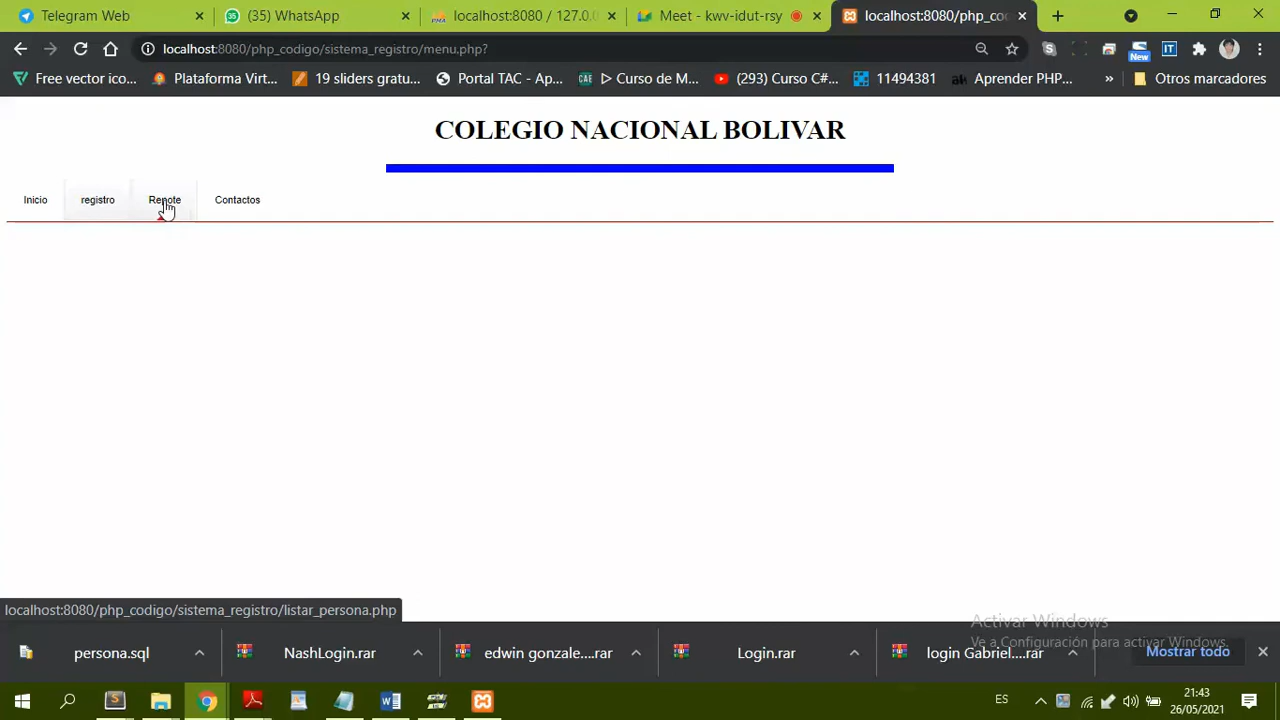 Telegram Web
(35) WhatsApp
localhost:8080 / 127.0.0
Meet - kwv-idut-rsy
localhost:8080/php_co
localhost:8080/php_codigo/sistema_registro/menu.php?
New
IT
Free vector ico...
Plataforma Virt...
19 sliders gratu...
Portal TAC - Ap...
CAE
Curso de M...
(293) Curso C#...
11494381
Aprender PHP...
»
Otros marcadores
COLEGIO NACIONAL BOLIVAR
Inicio
registro
Contactos
localhost:8080/php_codigo/sistema_registro/listar_persona.php
Activar Windows
Ve a Configuración para activar Windows.
persona.sql
NashLogin.rar
edwin gonzale....rar
Login.rar
login Gabriel....rar
Mostrar todo
ES
21:43
26/05/2021